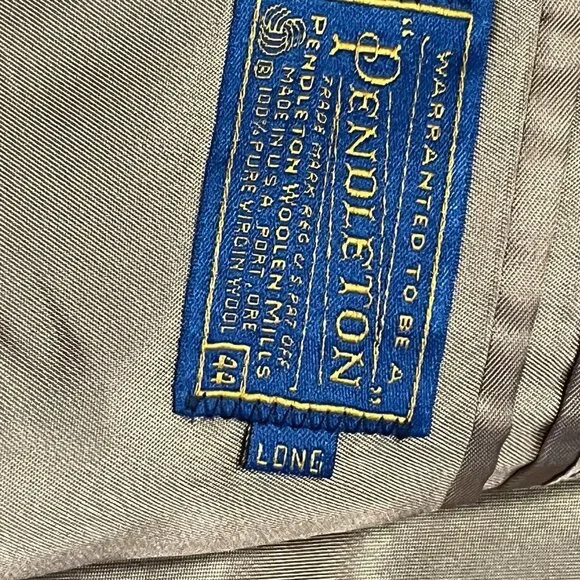 WARRANTED TO BE A
"PENDLETON"
TRADE MARK REG U S PAT OFF
PENDLETON WOOLEN MILLS
MADE IN U.S.A. PORT, ORE
R 100% PURE VIRGIN WOOL
44
LONG